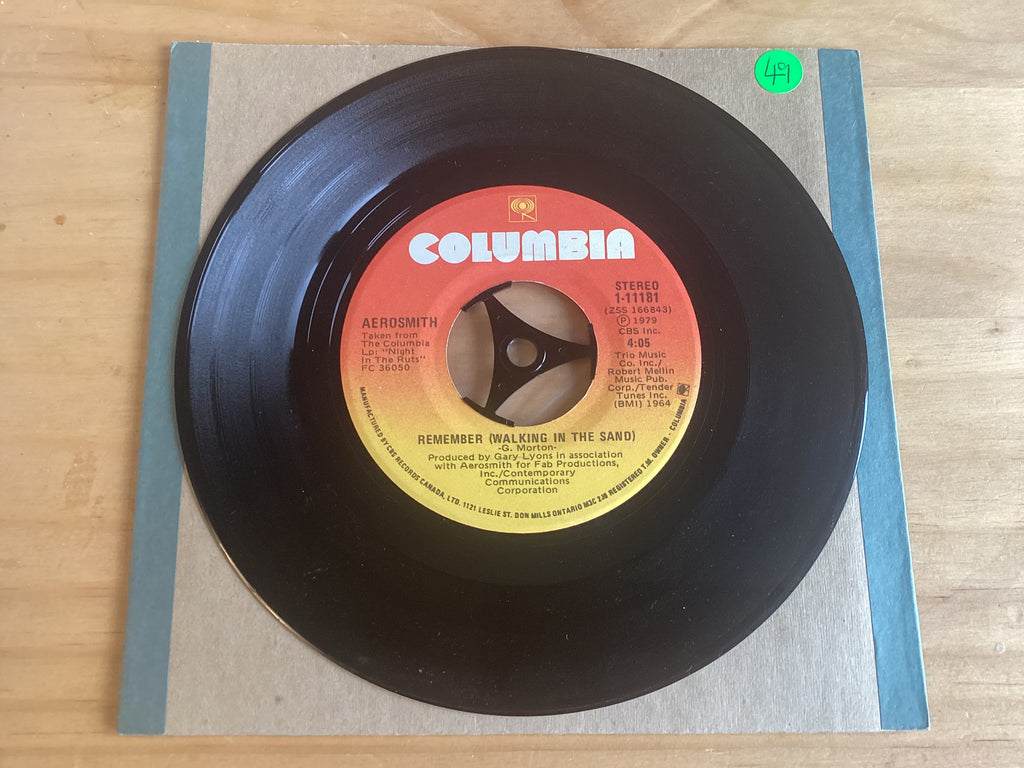 49
COLUMBIA
STEREO
1-11181
(ZSS 166843)
Ⓟ 1979
CBS Inc.
4:05
Trio Music
Co. Inc./
Robert Mellin
Music Pub.
Corp./Tender
Tunes Inc.
(BMI) 1964
AEROSMITH
Taken from
The Columbia
Lp: "Night
In The Ruts"
FC 36050
REMEMBER (WALKING IN THE SAND)
-G. Morton-
Produced by Gary Lyons in association
with Aerosmith for Fab Productions,
Inc./Contemporary
Communications
Corporation
MANUFACTURED BY CBS RECORDS CANADA, LTD. 1121 LESLIE ST. DON MILLS ONTARIO M3C 2J9 REGISTERED T.M. OWNER - COLUMBIA